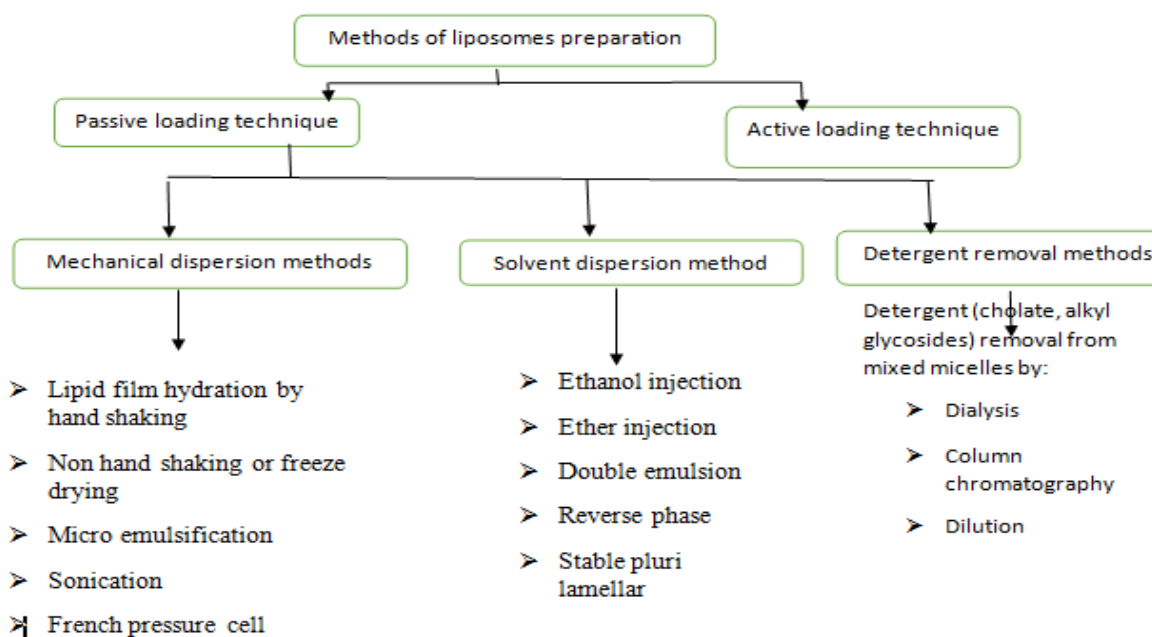 Methods of liposomes preparation
Passive loading technique
Active loading technique
Mechanical dispersion methods
Solvent dispersion method
Detergent removal methods
Lipid film hydration by
hand shaking
Non hand shaking or freeze
drying
Micro emulsification
Sonication
French pressure cell
Ethanol injection
Ether injection
Double emulsion
Reverse phase
Stable pluri
lamellar
Detergent (cholate, alkyl
glycosides) removal from
mixed micelles by:
Dialysis
Column
chromatography
Dilution